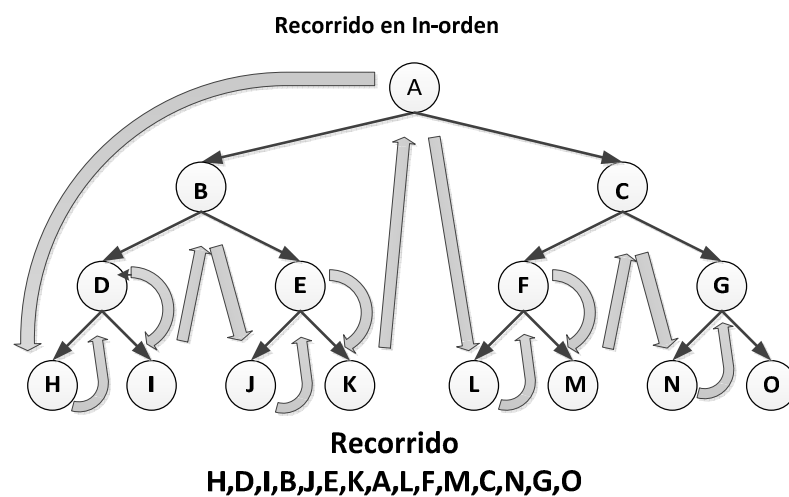 Recorrido en In-orden
A
B C
D E F G
H I J K L M N O
Recorrido
H,D,I,B,J,E,K,A,L,F,M,C,N,G,O